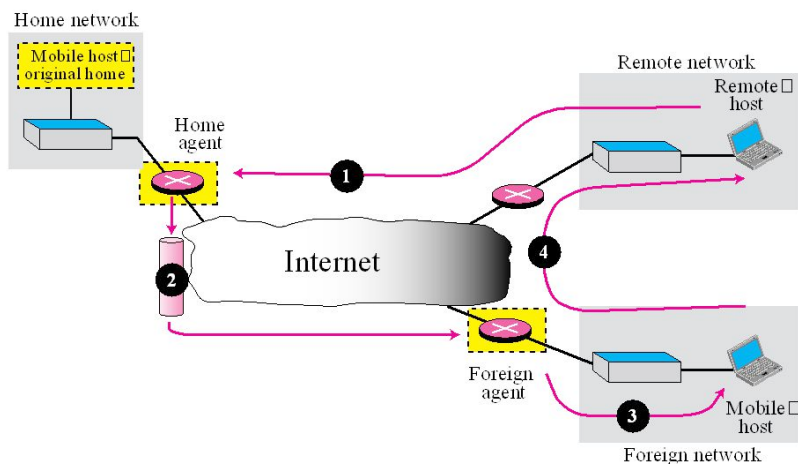 Home network
Mobile host□
original home
Home
agent
Remote network
Remote□
host
1
4
Internet
2
Foreign
agent
3
Mobile□
host
Foreign network